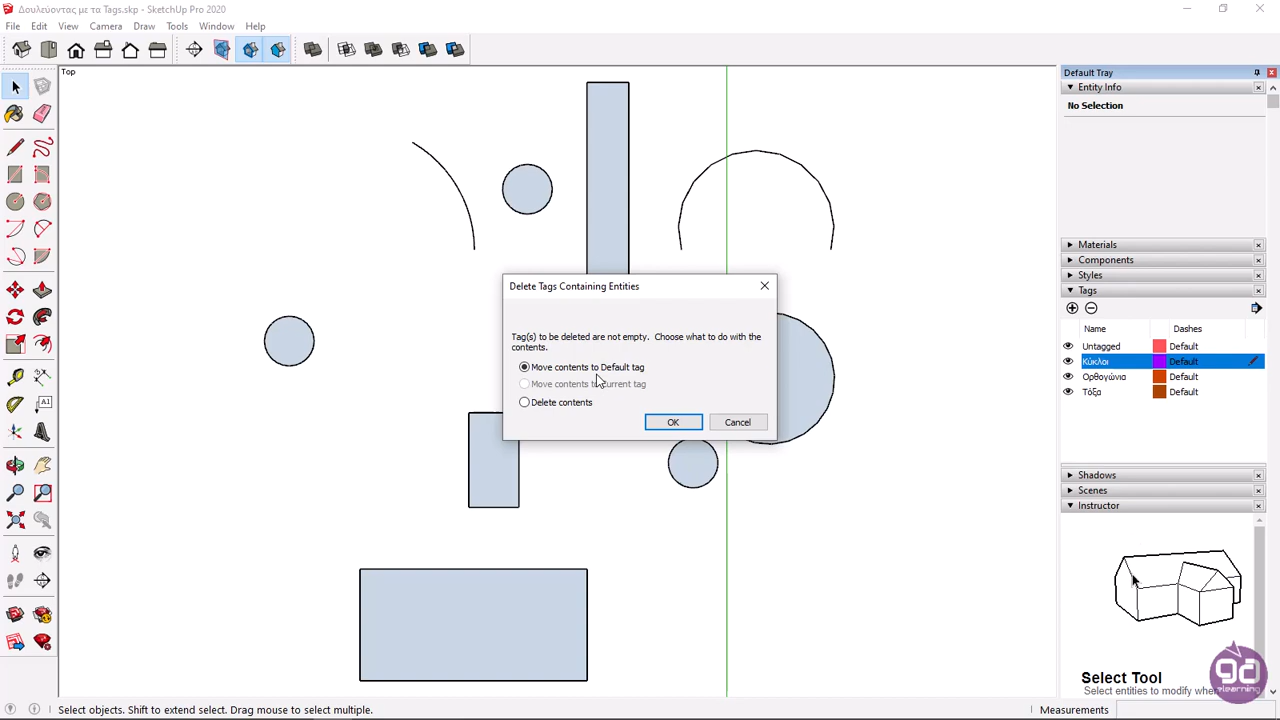 Δουλεύοντας με τα Tags.skp - SketchUp Pro 2020
File Edit View Camera Draw Tools Window Help
Top
Default Tray
Entity Info
No Selection
Materials
Components
Styles
Tags
Name Dashes
Untagged Default
Κύκλοι Default
Ορθογώνια Default
Τόξα Default
Shadows
Scenes
Instructor
Select Tool
Select entities to modify
Delete Tags Containing Entities
Tag(s) to be deleted are not empty. Choose what to do with the
contents.
Move contents to Default tag
Move contents to Current tag
Delete contents
OK Cancel
A1
Select objects. Shift to extend select. Drag mouse to select multiple.
Measurements
elearning